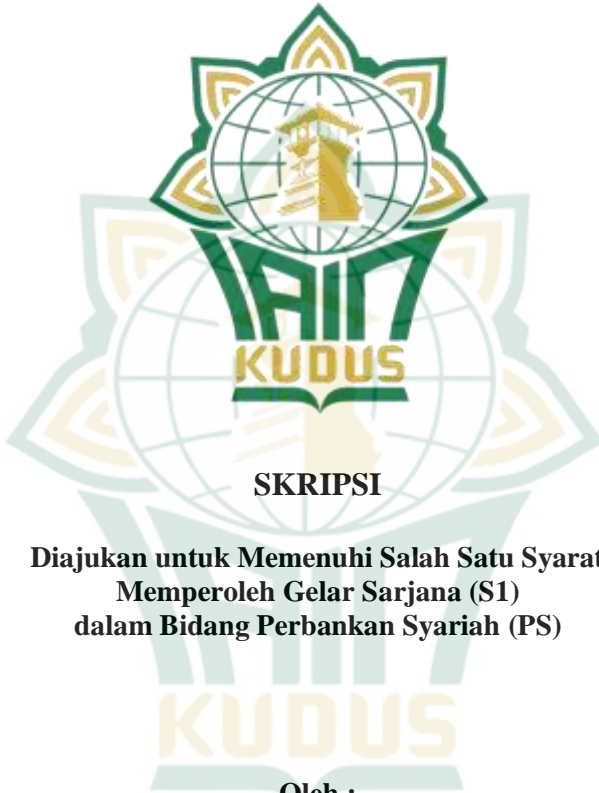 IAIN
KUDUS
SKRIPSI
Diajukan untuk Memenuhi Salah Satu Syarat
Memperoleh Gelar Sarjana (S1)
dalam Bidang Perbankan Syariah (PS)
KUDUS
Oleh :